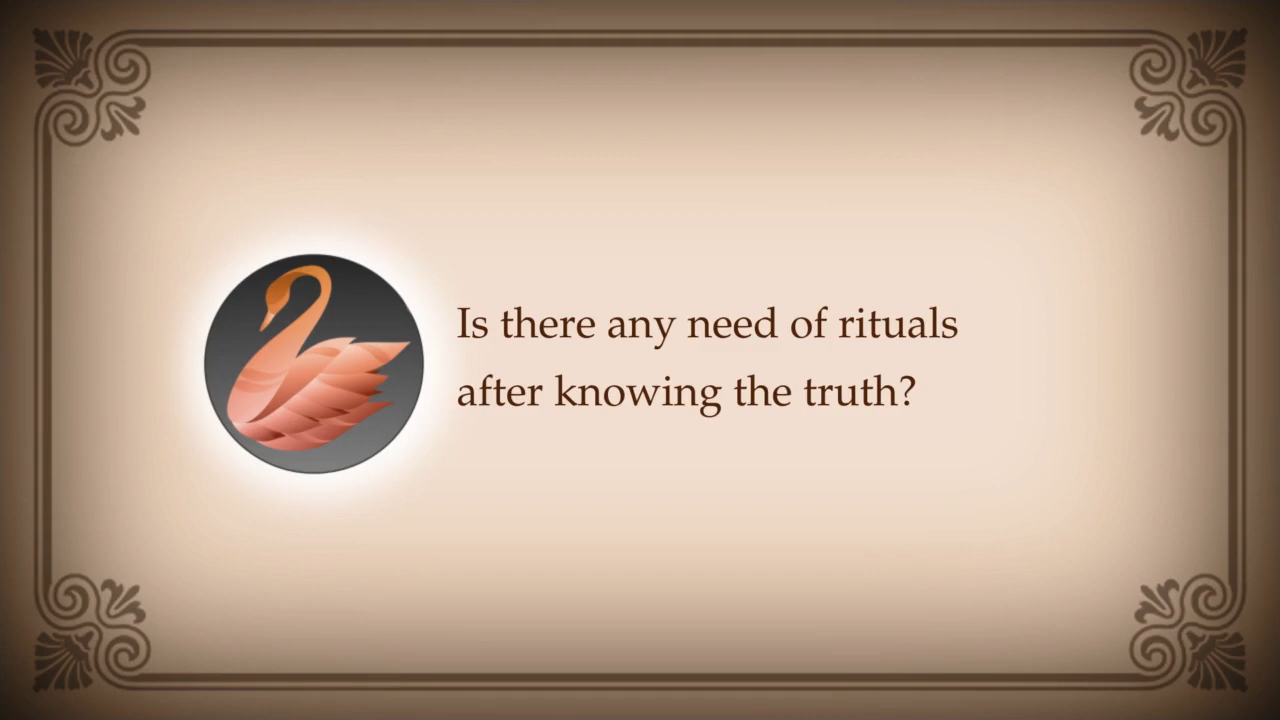 Is there any need of rituals
after knowing the truth?